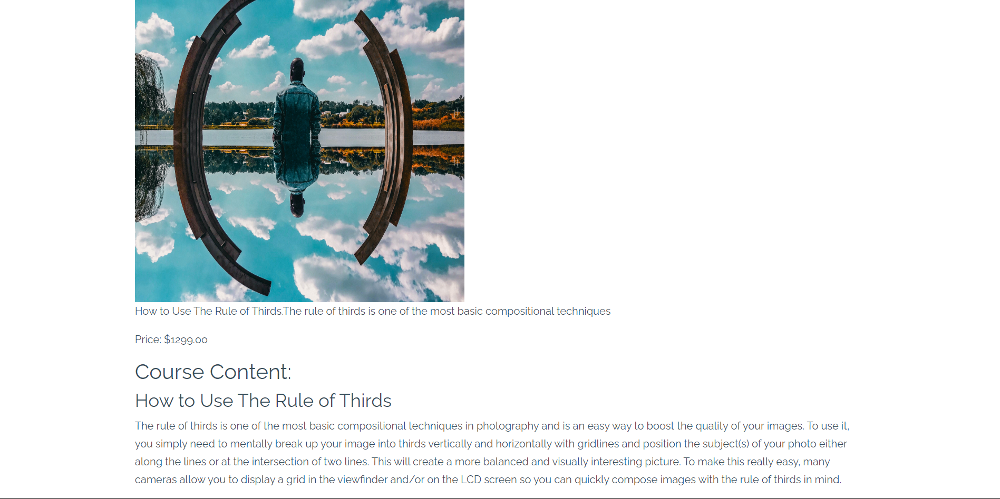 How to Use The Rule of Thirds.The rule of thirds is one of the most basic compositional techniques
Price: $1299.00
Course Content:
How to Use The Rule of Thirds
The rule of thirds is one of the most basic compositional techniques in photography and is an easy way to boost the quality of your images. To use it,
you simply need to mentally break up your image into thirds vertically and horizontally with gridlines and position the subject(s) of your photo either
along the lines or at the intersection of two lines. This will create a more balanced and visually interesting picture. To make this really easy, many
cameras allow you to display a grid in the viewfinder and/or on the LCD screen so you can quickly compose images with the rule of thirds in mind.